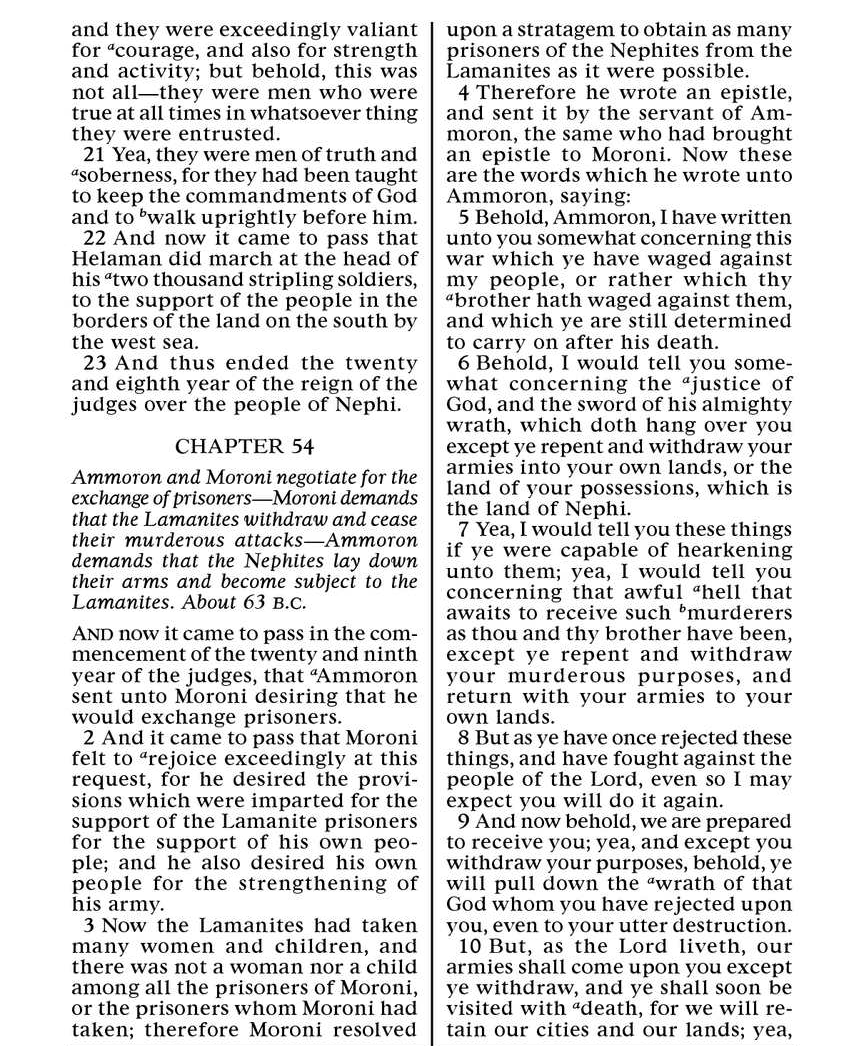 and they were exceedingly valiant
for ᵃcourage, and also for strength
and activity; but behold, this was
not all—they were men who were
true at all times in whatsoever thing
they were entrusted.
21 Yea, they were men of truth and
ᵃsoberness, for they had been taught
to keep the commandments of God
and to ᵇwalk uprightly before him.
22 And now it came to pass that
Helaman did march at the head of
his ᵃtwo thousand stripling soldiers,
to the support of the people in the
borders of the land on the south by
the west sea.
23 And thus ended the twenty
and eighth year of the reign of the
judges over the people of Nephi.
CHAPTER 54
Ammoron and Moroni negotiate for the
exchange of prisoners—Moroni demands
that the Lamanites withdraw and cease
their murderous attacks—Ammoron
demands that the Nephites lay down
their arms and become subject to the
Lamanites. About 63 B.C.
AND now it came to pass in the com-
mencement of the twenty and ninth
year of the judges, that ᵃAmmoron
sent unto Moroni desiring that he
would exchange prisoners.
2 And it came to pass that Moroni
felt to ᵃrejoice exceedingly at this
request, for he desired the provi-
sions which were imparted for the
support of the Lamanite prisoners
for the support of his own peo-
ple; and he also desired his own
people for the strengthening of
his army.
3 Now the Lamanites had taken
many women and children, and
there was not a woman nor a child
among all the prisoners of Moroni,
or the prisoners whom Moroni had
taken; therefore Moroni resolved
upon a stratagem to obtain as many
prisoners of the Nephites from the
Lamanites as it were possible.
4 Therefore he wrote an epistle,
and sent it by the servant of Am-
moron, the same who had brought
an epistle to Moroni. Now these
are the words which he wrote unto
Ammoron, saying:
5 Behold, Ammoron, I have written
unto you somewhat concerning this
war which ye have waged against
my people, or rather which thy
ᵃbrother hath waged against them,
and which ye are still determined
to carry on after his death.
6 Behold, I would tell you some-
what concerning the ᵃjustice of
God, and the sword of his almighty
wrath, which doth hang over you
except ye repent and withdraw your
armies into your own lands, or the
land of your possessions, which is
the land of Nephi.
7 Yea, I would tell you these things
if ye were capable of hearkening
unto them; yea, I would tell you
concerning that awful ᵃhell that
awaits to receive such ᵇmurderers
as thou and thy brother have been,
except ye repent and withdraw
your murderous purposes, and
return with your armies to your
own lands.
8 But as ye have once rejected these
things, and have fought against the
people of the Lord, even so I may
expect you will do it again.
9 And now behold, we are prepared
to receive you; yea, and except you
withdraw your purposes, behold, ye
will pull down the ᵃwrath of that
God whom you have rejected upon
you, even to your utter destruction.
10 But, as the Lord liveth, our
armies shall come upon you except
ye withdraw, and ye shall soon be
visited with ᵃdeath, for we will re-
tain our cities and our lands; yea,